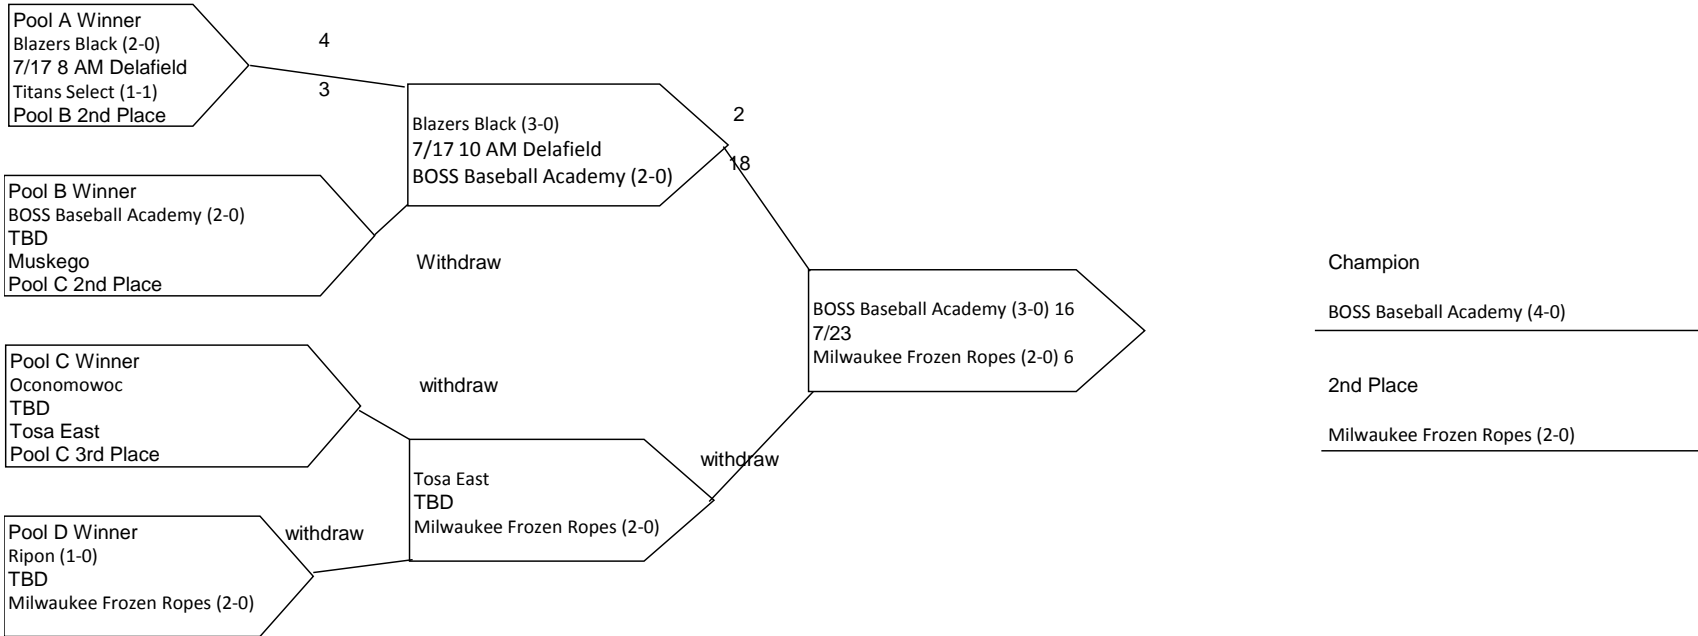 Pool A Winner
Blazers Black (2-0)
7/17 8 AM Delafield
Titans Select (1-1)
Pool B 2nd Place
4
3
Blazers Black (3-0)
7/17 10 AM Delafield
BOSS Baseball Academy (2-0)
2
18
Pool B Winner
BOSS Baseball Academy (2-0)
TBD
Muskego
Pool C 2nd Place
Withdraw
BOSS Baseball Academy (3-0) 16
7/23
Milwaukee Frozen Ropes (2-0) 6
Champion
BOSS Baseball Academy (4-0)
2nd Place
Milwaukee Frozen Ropes (2-0)
Pool C Winner
Oconomowoc
TBD
Tosa East
Pool C 3rd Place
withdraw
Tosa East
TBD
Milwaukee Frozen Ropes (2-0)
withdraw
Pool D Winner
Ripon (1-0)
TBD
Milwaukee Frozen Ropes (2-0)
withdraw